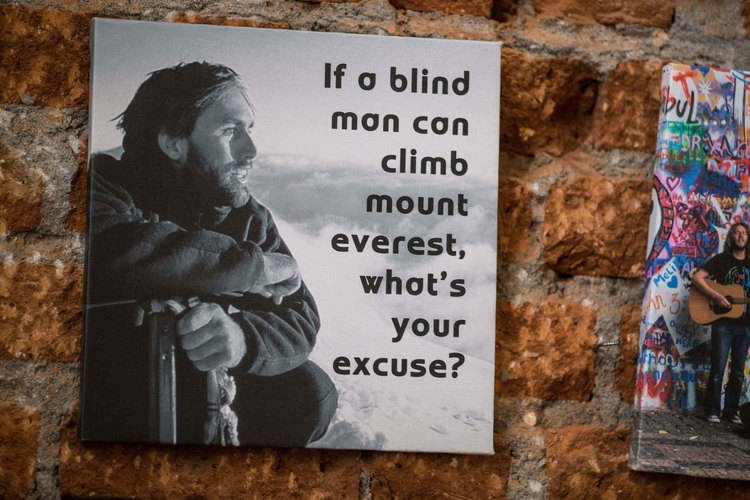 If a blind
man can
climb
mount
everest,
what's
your
excuse?